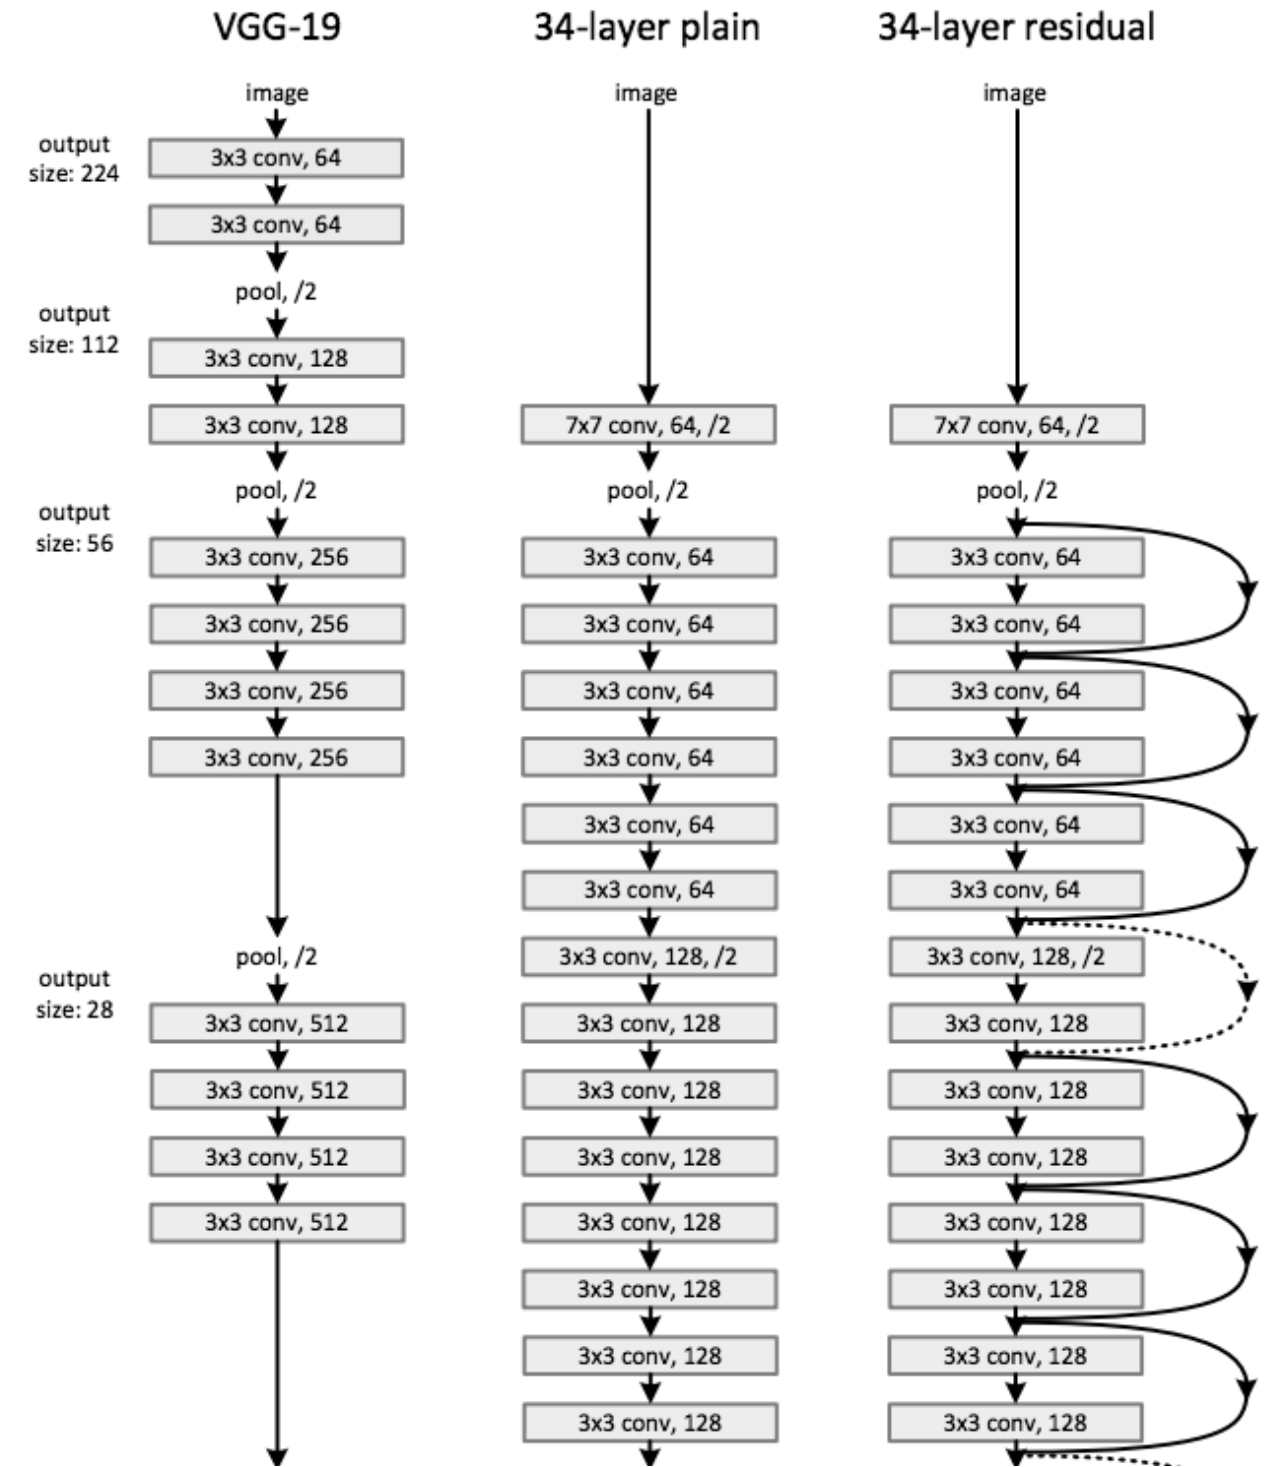 VGG-19
34-layer plain
34-layer residual
image
image
image
output
size: 224
3x3 conv, 64
3x3 conv, 64
pool, /2
output
size: 112
3x3 conv, 128
3x3 conv, 128
7x7 conv, 64, /2
7x7 conv, 64, /2
pool, /2
pool, /2
pool, /2
output
size: 56
3x3 conv, 256
3x3 conv, 64
3x3 conv, 64
3x3 conv, 256
3x3 conv, 64
3x3 conv, 64
3x3 conv, 256
3x3 conv, 64
3x3 conv, 64
3x3 conv, 256
3x3 conv, 64
3x3 conv, 64
3x3 conv, 64
3x3 conv, 64
3x3 conv, 64
3x3 conv, 64
pool, /2
3x3 conv, 128, /2
3x3 conv, 128, /2
output
size: 28
3x3 conv, 512
3x3 conv, 128
3x3 conv, 128
3x3 conv, 512
3x3 conv, 128
3x3 conv, 128
3x3 conv, 512
3x3 conv, 128
3x3 conv, 128
3x3 conv, 512
3x3 conv, 128
3x3 conv, 128
3x3 conv, 128
3x3 conv, 128
3x3 conv, 128
3x3 conv, 128
3x3 conv, 128
3x3 conv, 128